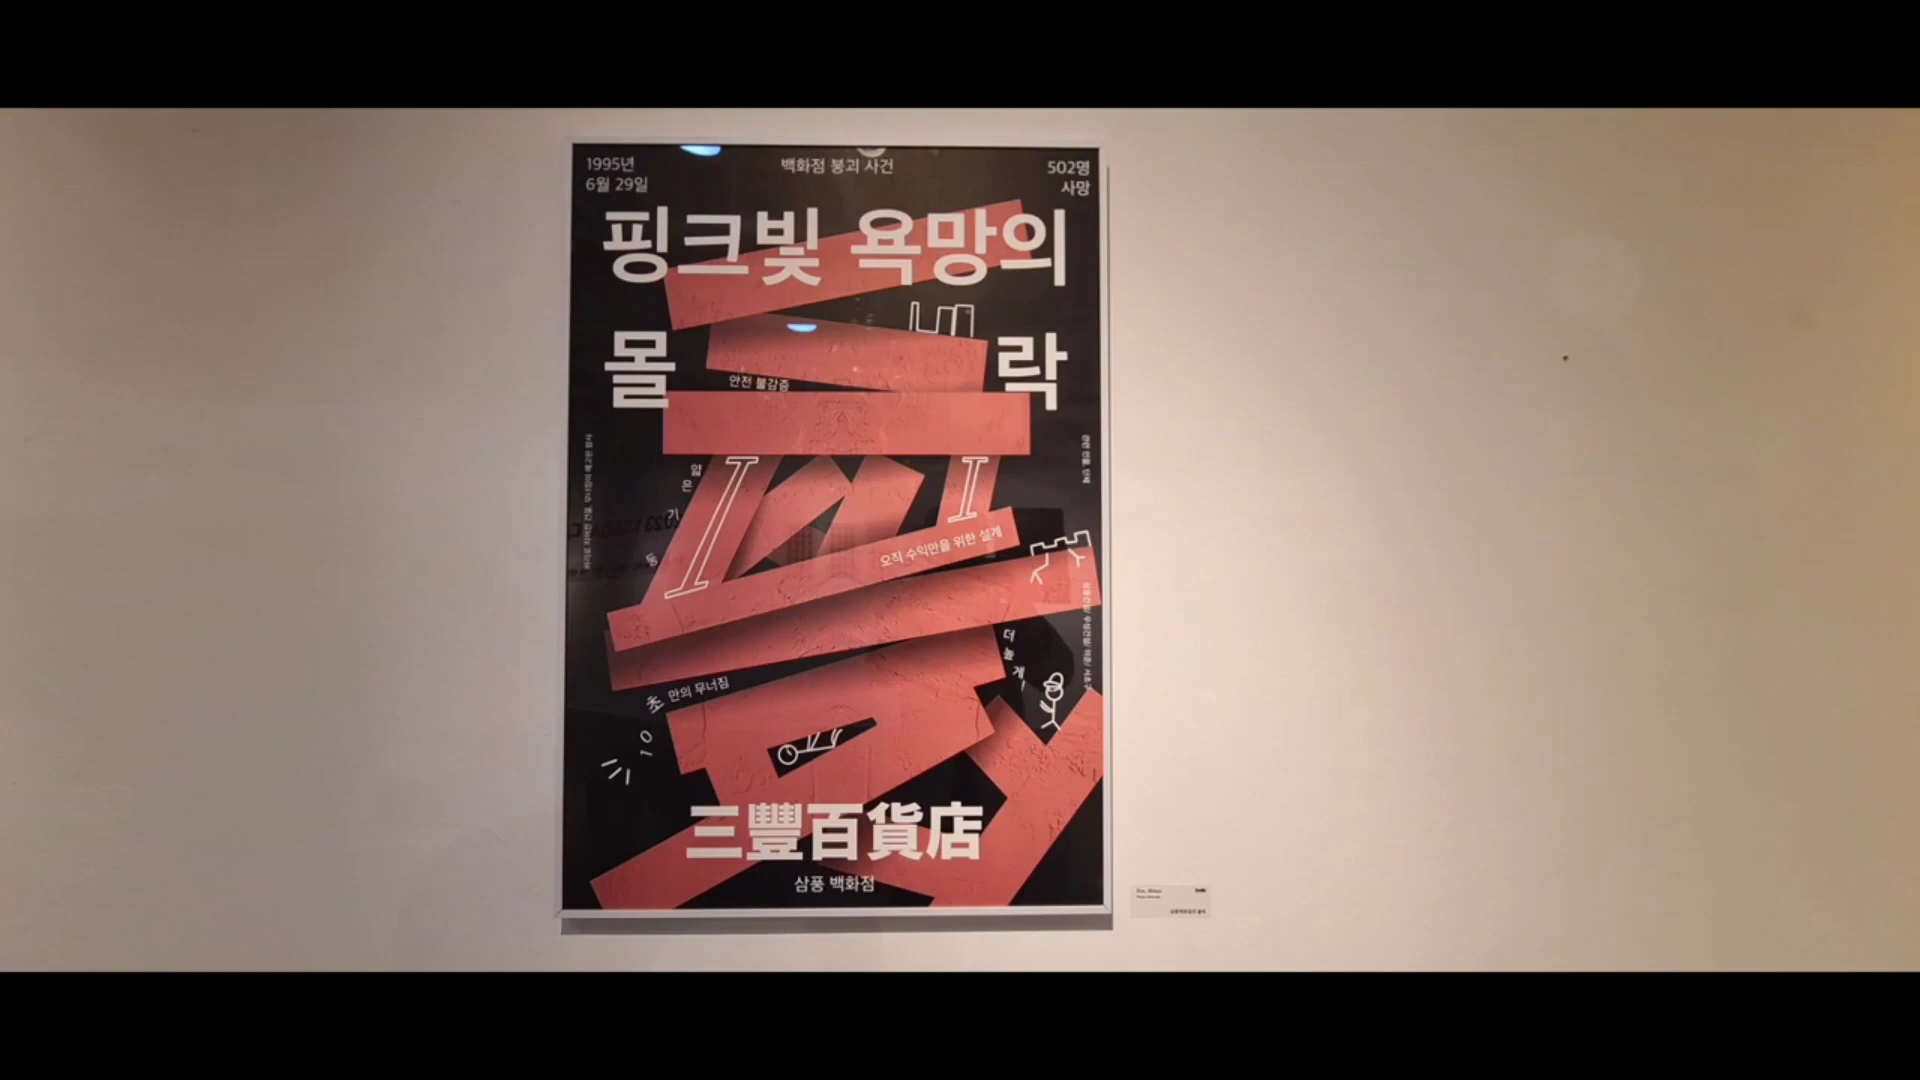 1995년
6월 29일
백화점 붕괴 사건
502명
사망
핑크빛 욕망의
몰락
안전 불감증
얇은 기둥
오직 수익만을 위한 설계
더 높게!
10초 만의 무너짐
三豐百貨店
삼풍 백화점